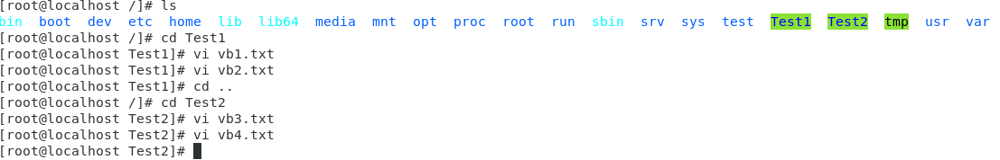 [root@localhost /]# ls
bin  boot  dev  etc  home  lib  lib64  media  mnt  opt  proc  root  run  sbin  srv  sys  test  Test1  Test2  tmp  usr  var
[root@localhost /]# cd Test1
[root@localhost Test1]# vi vb1.txt
[root@localhost Test1]# vi vb2.txt
[root@localhost Test1]# cd ..
[root@localhost /]# cd Test2
[root@localhost Test2]# vi vb3.txt
[root@localhost Test2]# vi vb4.txt
[root@localhost Test2]#